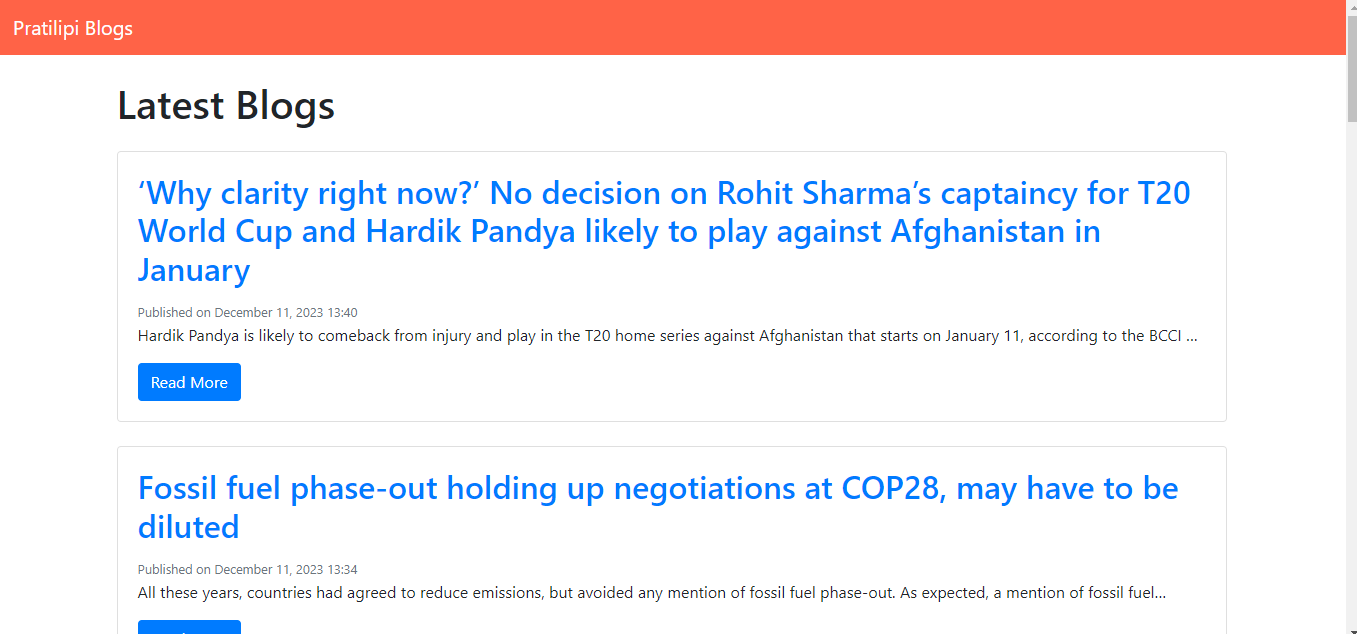 Pratilipi Blogs
Latest Blogs
‘Why clarity right now?’ No decision on Rohit Sharma’s captaincy for T20
World Cup and Hardik Pandya likely to play against Afghanistan in
January
Published on December 11, 2023 13:40
Hardik Pandya is likely to comeback from injury and play in the T20 home series against Afghanistan that starts on January 11, according to the BCCI ...
Read More
Fossil fuel phase-out holding up negotiations at COP28, may have to be
diluted
Published on December 11, 2023 13:34
All these years, countries had agreed to reduce emissions, but avoided any mention of fossil fuel phase-out. As expected, a mention of fossil fuel...